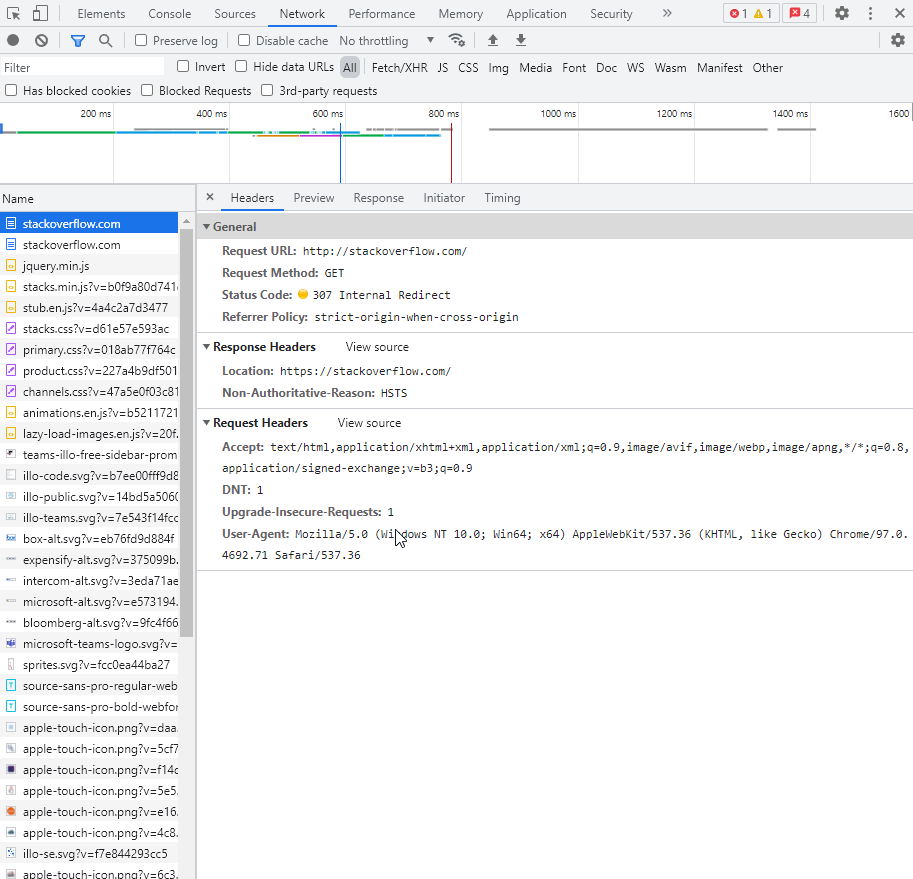 Elements Console Sources Network Performance Memory Application Security 1 1 4
Preserve log Disable cache No throttling
Filter Invert Hide data URLs All Fetch/XHR JS CSS Img Media Font Doc WS Wasm Manifest Other
Has blocked cookies Blocked Requests 3rd-party requests
200 ms 400 ms 600 ms 800 ms 1000 ms 1200 ms 1400 ms 1600
Name
stackoverflow.com
stackoverflow.com
jquery.min.js
stacks.min.js?v=b0f9a80d741
stub.en.js?v=4a4c2a7d3477
stacks.css?v=d61e57e593ac
primary.css?v=018ab77f764c
product.css?v=227a4b9df501
channels.css?v=47a5e0f03c81
animations.en.js?v=b5211721
lazy-load-images.en.js?v=20f.
teams-illo-free-sidebar-prom
illo-code.svg?v=b7ee00fff9d8
illo-public.svg?v=14bd5a5060
illo-teams.svg?v=7e543f14fcc
box-alt.svg?v=eb76fd9d884f
expensify-alt.svg?v=375099b.
intercom-alt.svg?v=3eda71ae
microsoft-alt.svg?v=e573194.
bloomberg-alt.svg?v=9fc4f66
microsoft-teams-logo.svg?v=
sprites.svg?v=fcc0ea44ba27
source-sans-pro-regular-web
source-sans-pro-bold-webfor
apple-touch-icon.png?v=daa.
apple-touch-icon.png?v=5cf7
apple-touch-icon.png?v=f14c
apple-touch-icon.png?v=5e5.
apple-touch-icon.png?v=e16.
apple-touch-icon.png?v=4c8.
illo-se.svg?v=f7e844293cc5
apple-touch-icon.png?v=6c3.
Headers Preview Response Initiator Timing
General
Request URL: http://stackoverflow.com/
Request Method: GET
Status Code: 307 Internal Redirect
Referrer Policy: strict-origin-when-cross-origin
Response Headers View source
Location: https://stackoverflow.com/
Non-Authoritative-Reason: HSTS
Request Headers View source
Accept: text/html,application/xhtml+xml,application/xml;q=0.9,image/avif,image/webp,image/apng,*/*;q=0.8,
application/signed-exchange;v=b3;q=0.9
DNT: 1
Upgrade-Insecure-Requests: 1
User-Agent: Mozilla/5.0 (Windows NT 10.0; Win64; x64) AppleWebKit/537.36 (KHTML, like Gecko) Chrome/97.0.
4692.71 Safari/537.36